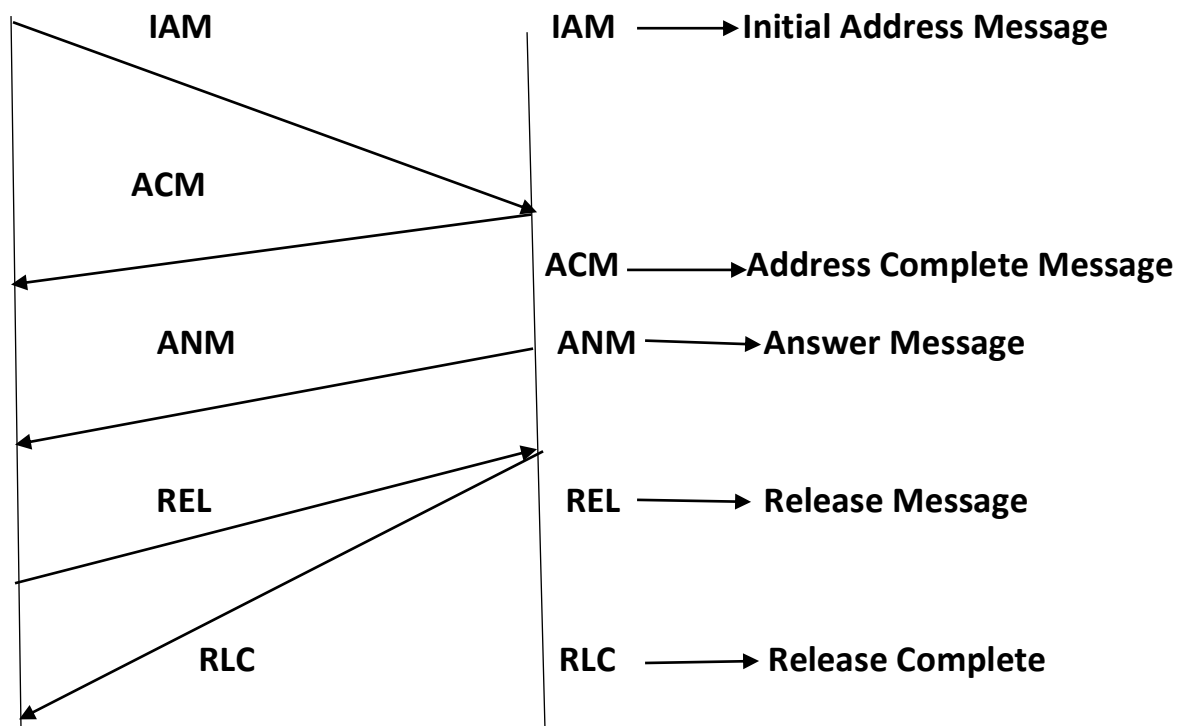 IAM IAM Initial Address Message
ACM
ACM Address Complete Message
ANM ANM Answer Message
REL REL Release Message
RLC RLC Release Complete